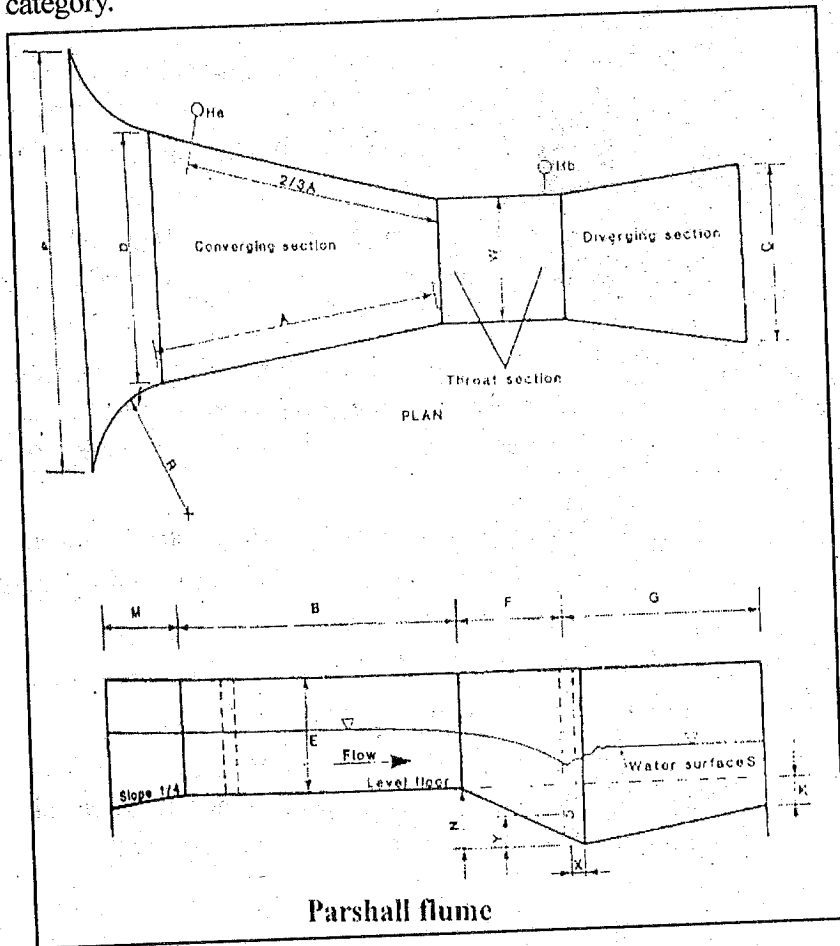 category.
Ha
2/3A
Hb
P
D
Converging section
W
Diverging section
C
A
Throat section
R
PLAN
M
B
F
G
E
Flow
Slope 1/4
Level floor
Water surface S
N
Y
X
K
Parshall flume